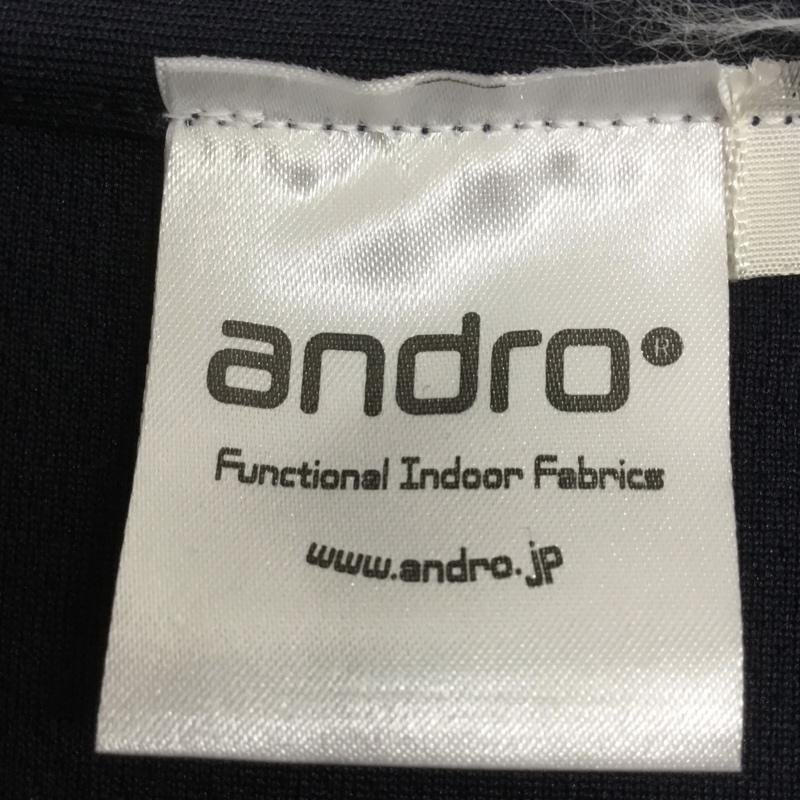 andro®
Functional Indoor Fabrics
www.andro.jp